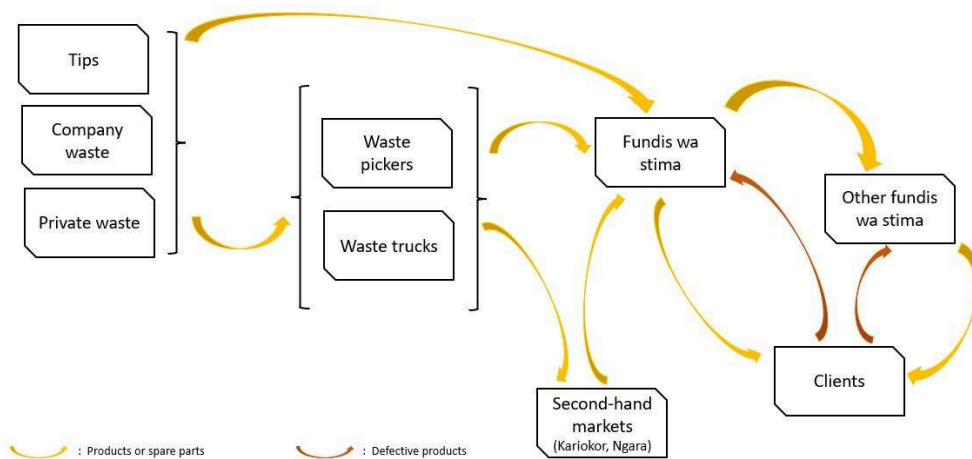 Tips
Company
waste
Private waste
Waste
pickers
Waste trucks
Fundis wa
stima
Other fundis
wa stima
Clients
Second-hand
markets
(Kariokor, Ngara)
: Products or spare parts
: Defective products